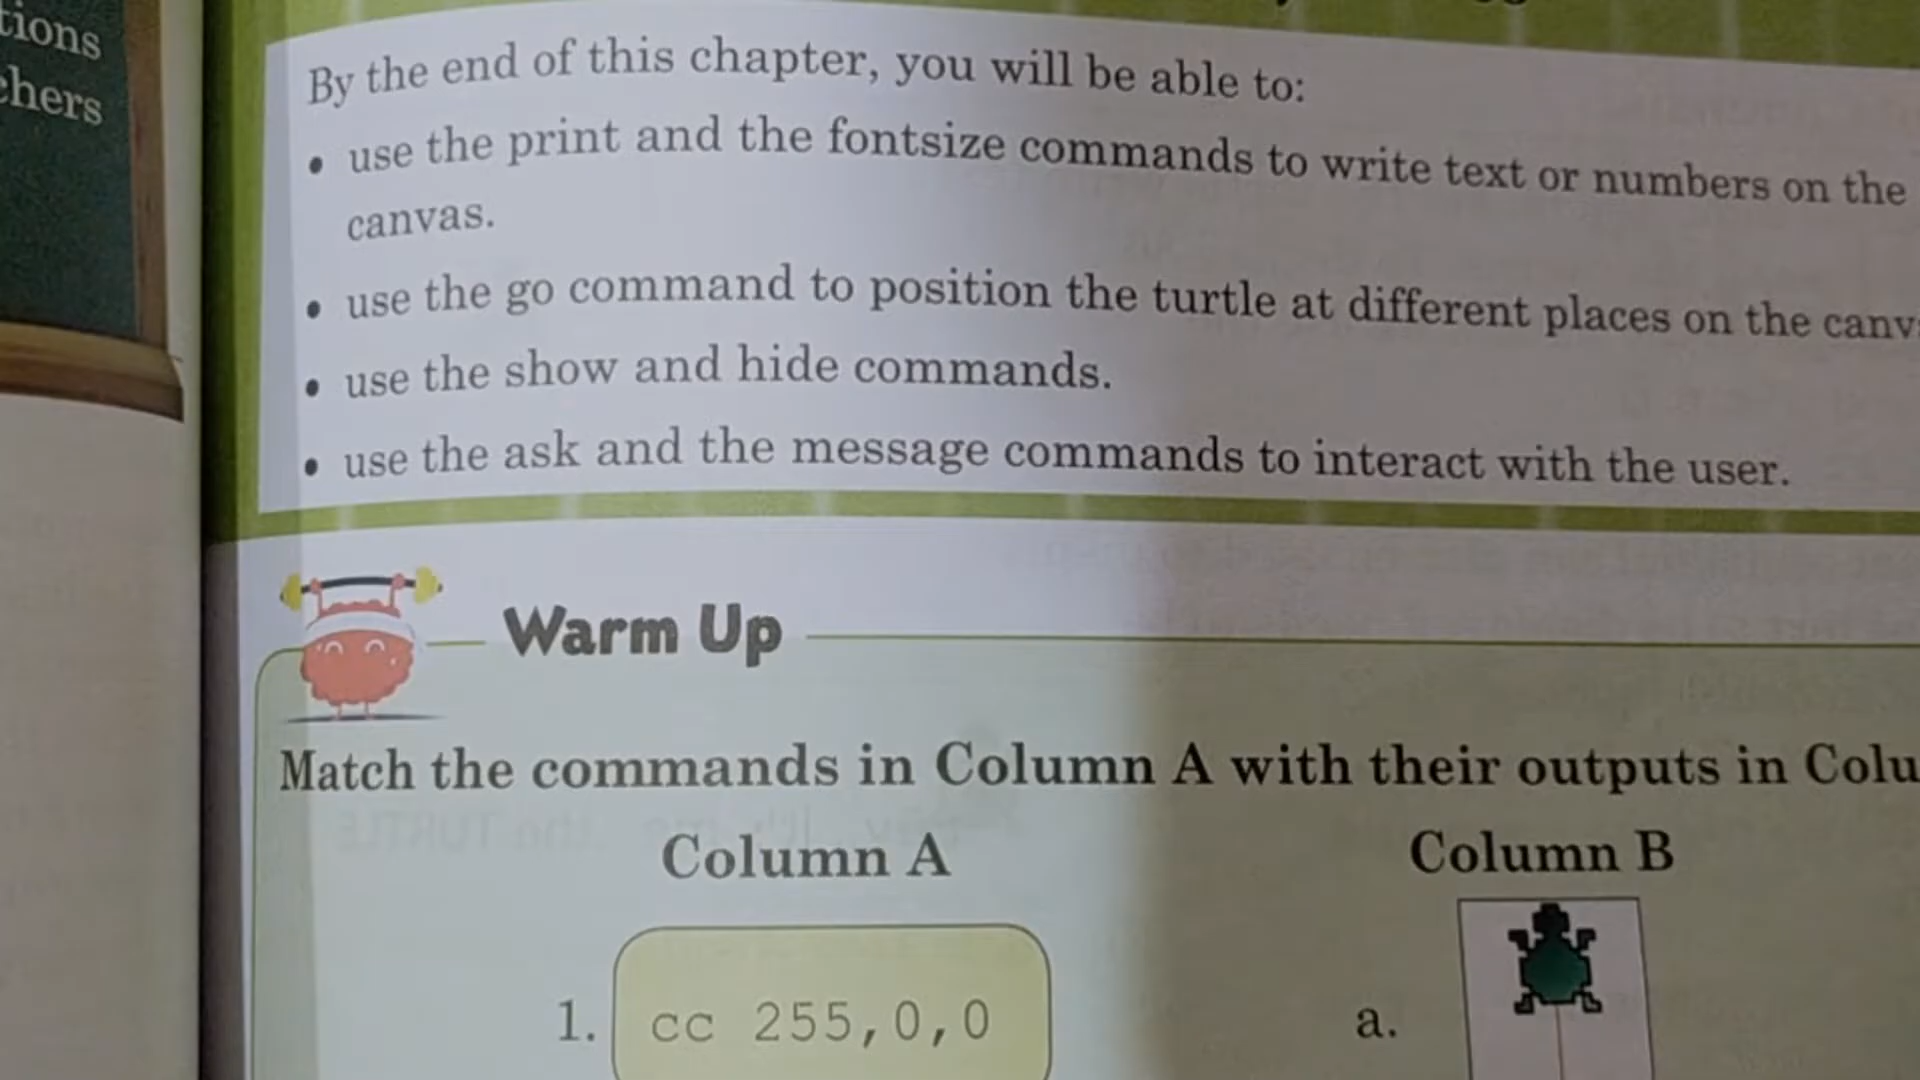 By the end of this chapter, you will be able to:
• use the print and the fontsize commands to write text or numbers on the
canvas.
• use the go command to position the turtle at different places on the
• use the show and hide commands.
• use the ask and the message commands to interact with the user.
Warm Up
Match the commands in Column A with their outputs in
Column A
Column B
1. cc 255,0,0
a.